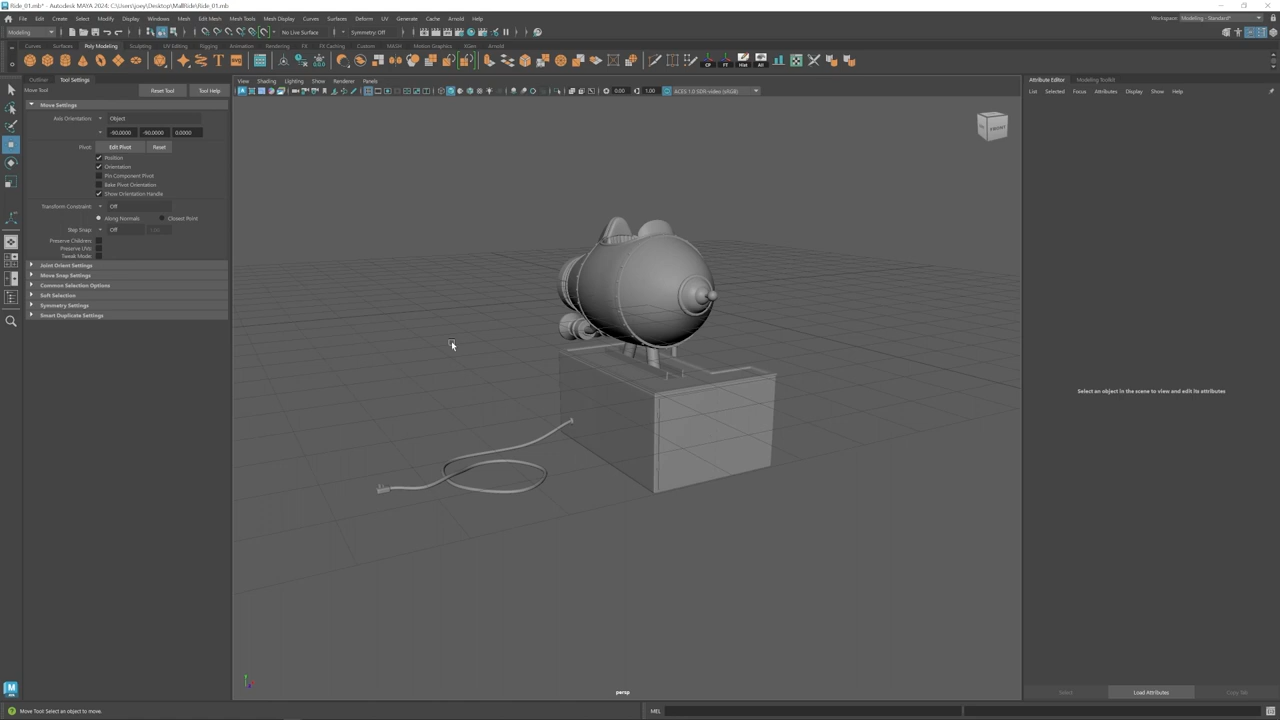 Ride_01.mb* - Autodesk MAYA 2024: C:\Users\joey\Desktop\MallRide\Ride_01.mb
File Edit Create Select Modify Display Windows Mesh Edit Mesh Mesh Tools Mesh Display Curves Surfaces Deform UV Generate Cache Arnold Help
Workspace: Modeling - Standard*
Modeling
No Live Surface
Symmetry: Off
Curves Surfaces Poly Modeling Sculpting UV Editing Rigging Animation Rendering FX FX Caching Custom MASH Motion Graphics XGen Arnold
CP FT Hist All
Outliner Tool Settings
View Shading Lighting Show Renderer Panels
Attribute Editor Modeling Toolkit
Move Tool Reset Tool Tool Help
0.00 1.00 ACES 1.0 SDR-video (sRGB)
List Selected Focus Attributes Display Show Help
Move Settings
Axis Orientation: Object
-90.0000 -90.0000 0.0000
FRONT
Pivot: Edit Pivot Reset
Position
Orientation
Pin Component Pivot
Bake Pivot Orientation
Show Orientation Handle
Transform Constraint: Off
Along Normals Closest Point
Step Snap: Off
Preserve Children:
Preserve UVs:
Tweak Mode:
Joint Orient Settings
Move Snap Settings
Common Selection Options
Soft Selection
Symmetry Settings
Smart Duplicate Settings
Select an object in the scene to view and edit its attributes
persp
Select Load Attributes Copy Tab
Move Tool: Select an object to move.
MEL